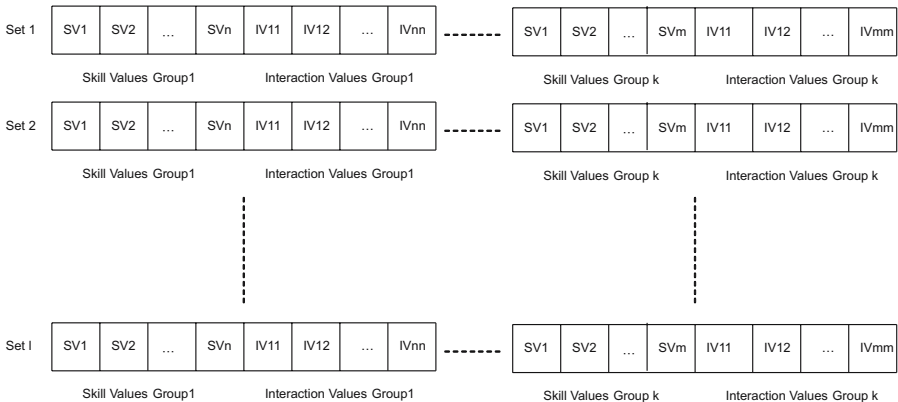 Set 1 SV1 SV2 ... SVn IV11 IV12 ... IVnn SV1 SV2 ... SVm IV11 IV12 ... IVmm
Skill Values Group1 Interaction Values Group1 Skill Values Group k Interaction Values Group k
Set 2 SV1 SV2 ... SVn IV11 IV12 ... IVnn SV1 SV2 ... SVm IV11 IV12 ... IVmm
Skill Values Group1 Interaction Values Group1 Skill Values Group k Interaction Values Group k
Set l SV1 SV2 ... SVn IV11 IV12 ... IVnn SV1 SV2 ... SVm IV11 IV12 ... IVmm
Skill Values Group1 Interaction Values Group1 Skill Values Group k Interaction Values Group k